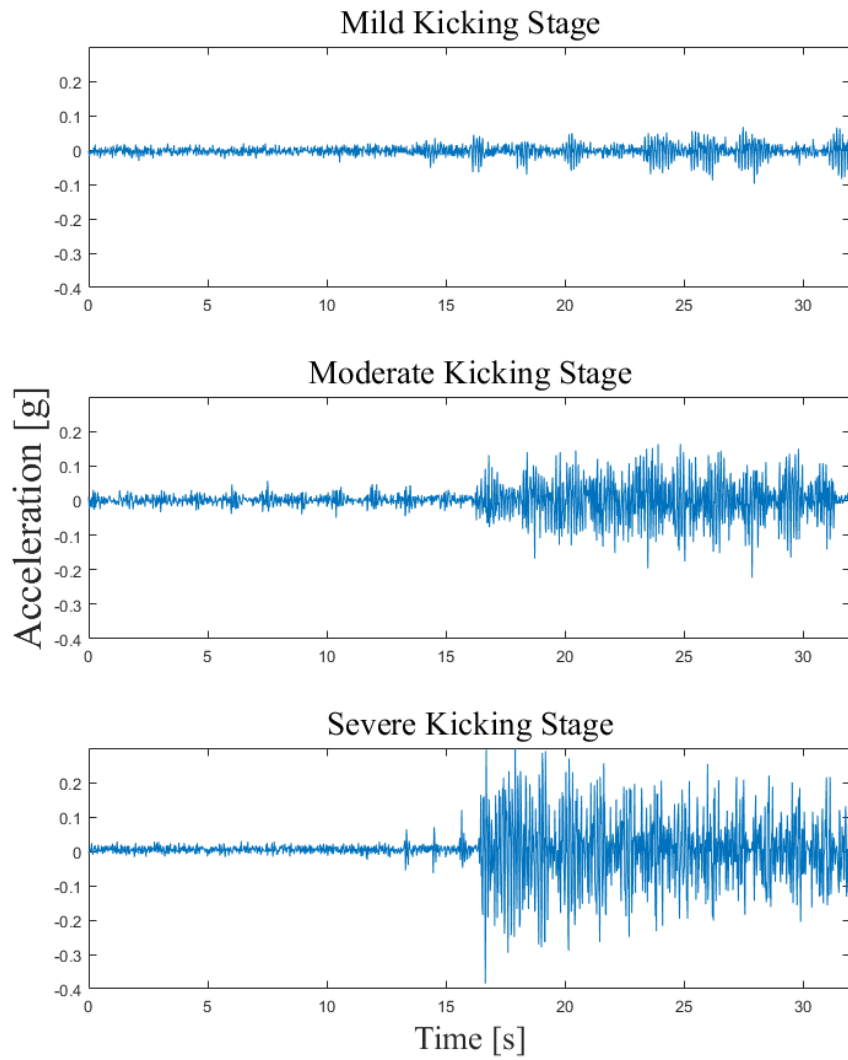 Mild Kicking Stage
0.2
0.1
0
-0.1
-0.2
-0.3
-0.4
0 5 10 15 20 25 30
Moderate Kicking Stage
Acceleration [g]
0.2
0.1
0
-0.1
-0.2
-0.3
-0.4
0 5 10 15 20 25 30
Severe Kicking Stage
0.2
0.1
0
-0.1
-0.2
-0.3
-0.4
0 5 10 15 20 25 30
Time [s]